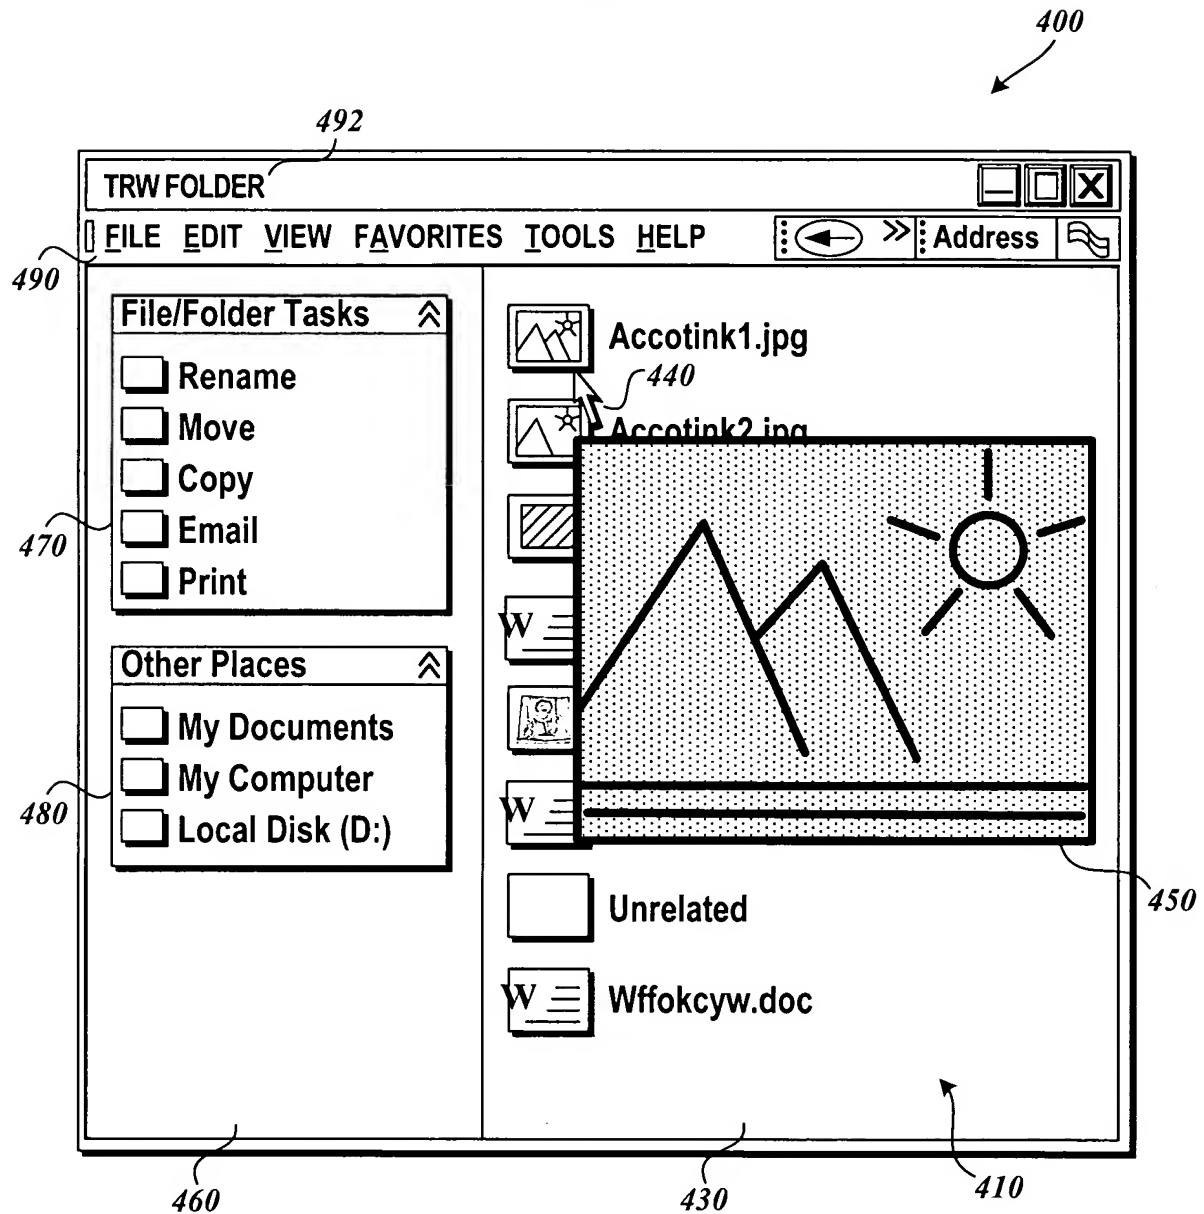 400
492
TRW FOLDER X
FILE EDIT VIEW FAVORITES TOOLS HELP » Address
490
File/Folder Tasks
Rename
Move
Copy
Email
Print
470
Other Places
My Documents
My Computer
Local Disk (D:)
480
Accotink1.jpg
440
Accotink2.jpg
W
W
450
Unrelated
W Wffokcyw.doc
460
430
410